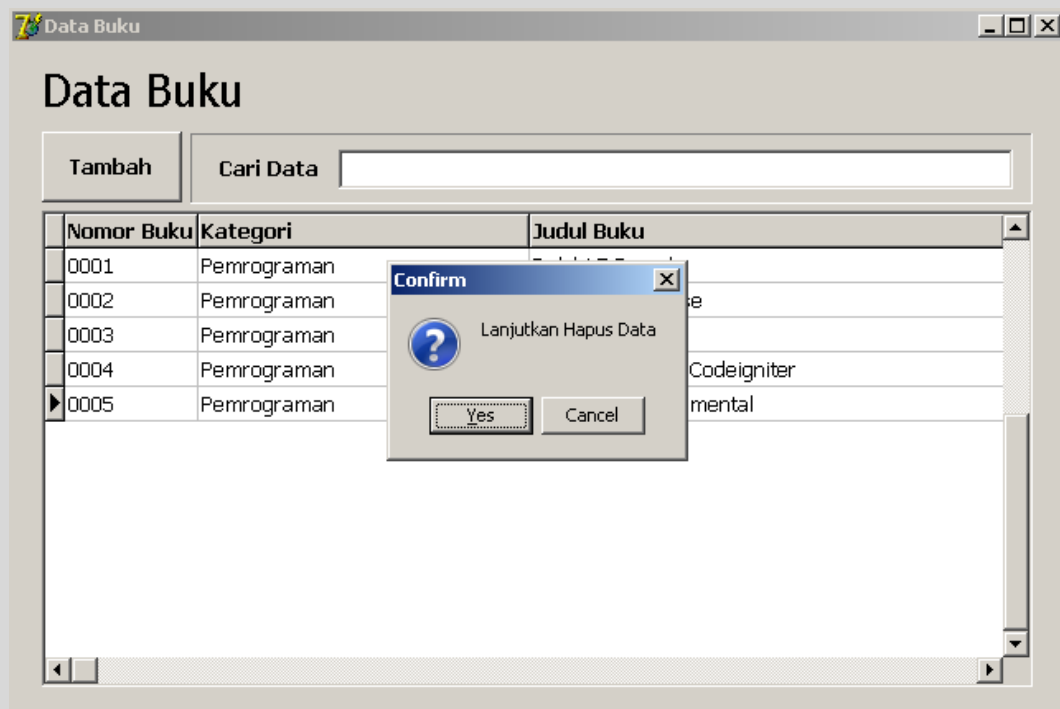 Data Buku
Data Buku
Tambah Cari Data
Nomor Buku Kategori Judul Buku
0001 Pemrograman
Confirm
0002 Pemrograman
Lanjutkan Hapus Data
0003 Pemrograman
0004 Pemrograman Codeigniter
0005 Pemrograman mental
Yes Cancel